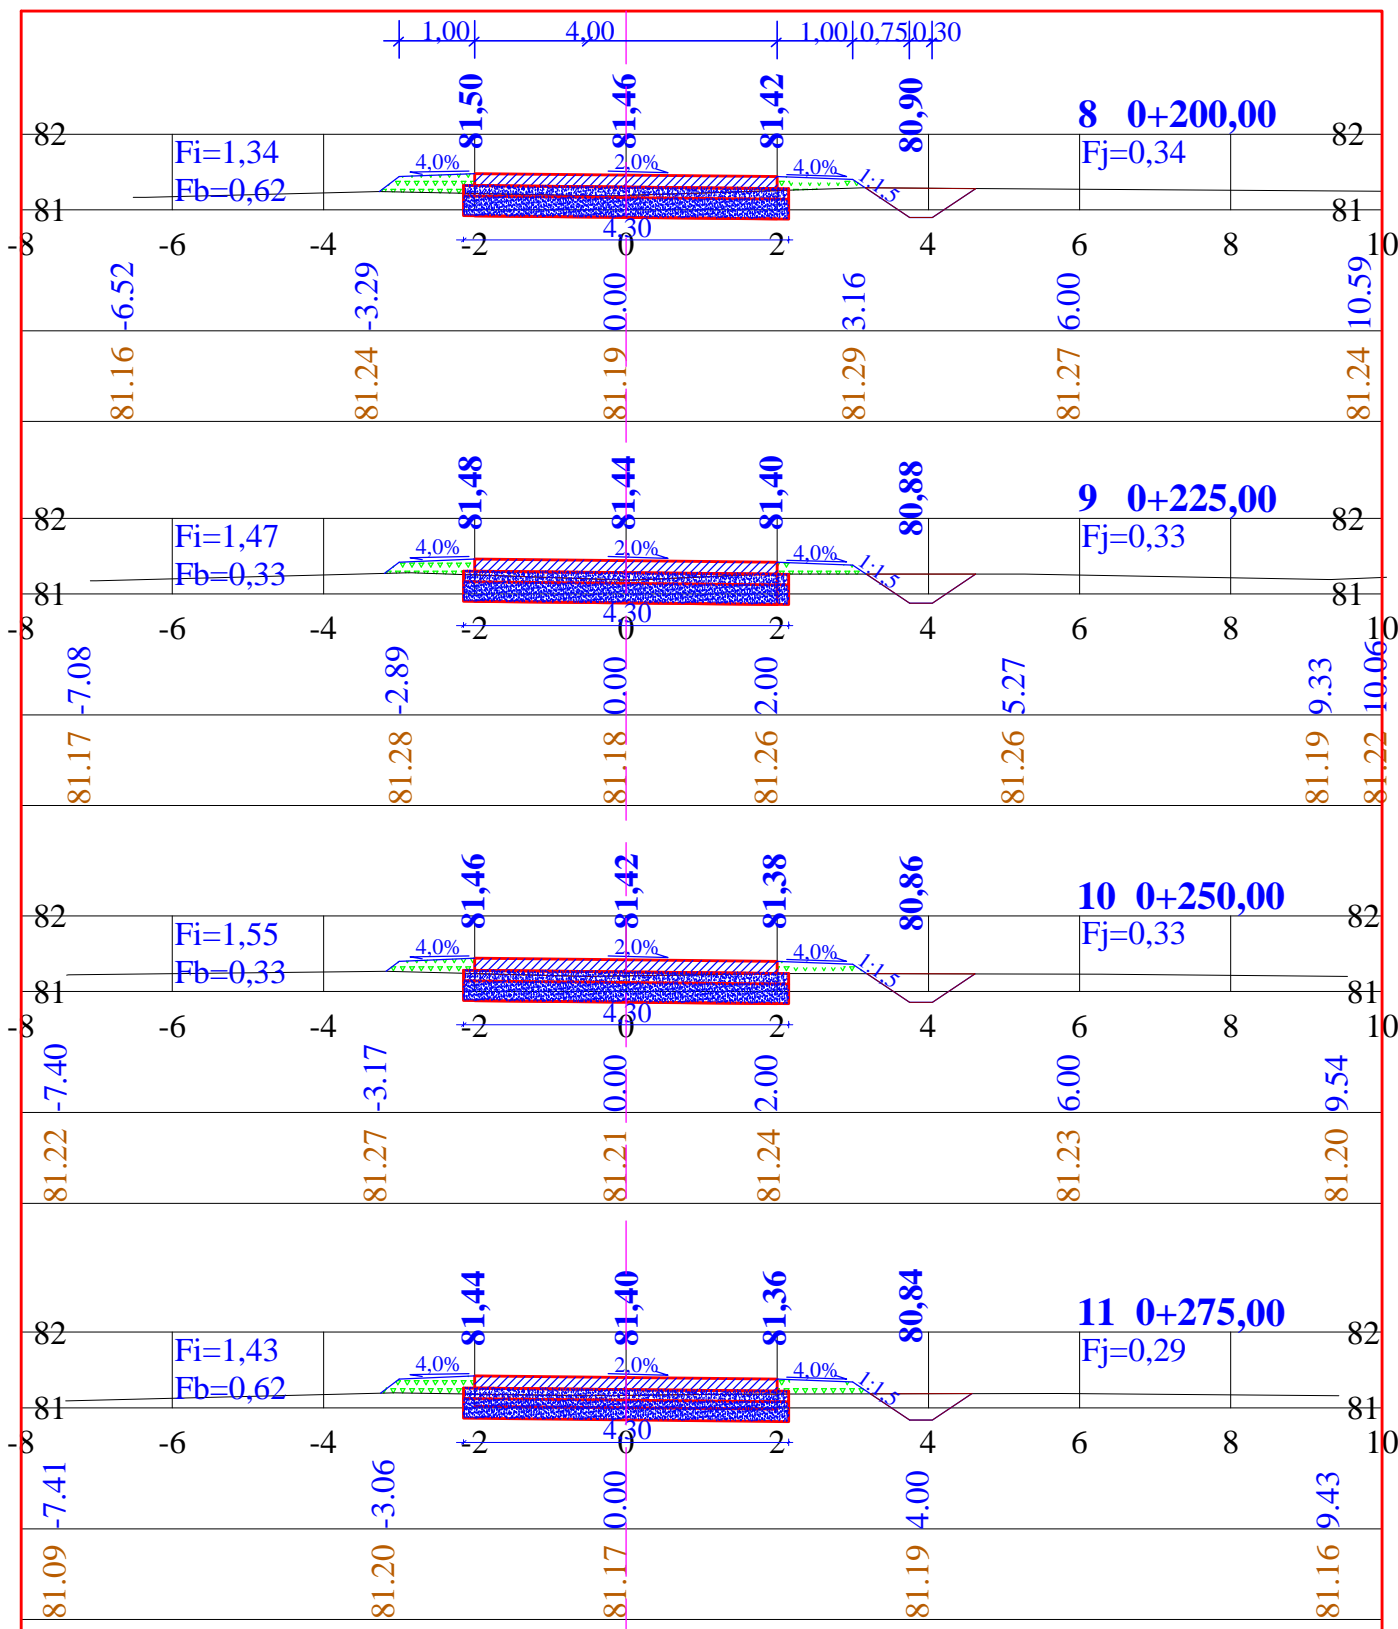 1,00 4,00 1,00 0,75 0,30
81,50 81,46 81,42 80,90
8 0+200,00
82 82
Fi=1,34 Fj=0,34
4,0% 2,0% 4,0% 1:1,5
Fb=0,62
81 81
4,30
-8 -6 -4 -2 0 2 4 6 8 10
-6.52 -3.29 0.00 3.16 6.00 10.59
81.16 81.24 81.19 81.29 81.27 81.24
81,48 81,44 81,40 80,88
9 0+225,00
82 82
Fi=1,47 Fj=0,33
4,0% 2,0% 4,0% 1:1,5
Fb=0,33
81 81
4,30
-8 -6 -4 -2 0 2 4 6 8 10
-7.08 -2.89 0.00 2.00 5.27 9.33 10.06
81.17 81.28 81.18 81.26 81.26 81.19 81.22
81,46 81,42 81,38 80,86
10 0+250,00
82 82
Fi=1,55 Fj=0,33
4,0% 2,0% 4,0% 1:1,5
Fb=0,33
81 81
4,30
-8 -6 -4 -2 0 2 4 6 8 10
-7.40 -3.17 0.00 2.00 6.00 9.54
81.22 81.27 81.21 81.24 81.23 81.20
81,44 81,40 81,36 80,84
11 0+275,00
82 82
Fi=1,43 Fj=0,29
4,0% 2,0% 4,0% 1:1,5
Fb=0,62
81 81
4,30
-8 -6 -4 -2 0 2 4 6 8 10
-7.41 -3.06 0.00 4.00 9.43
81.09 81.20 81.17 81.19 81.16